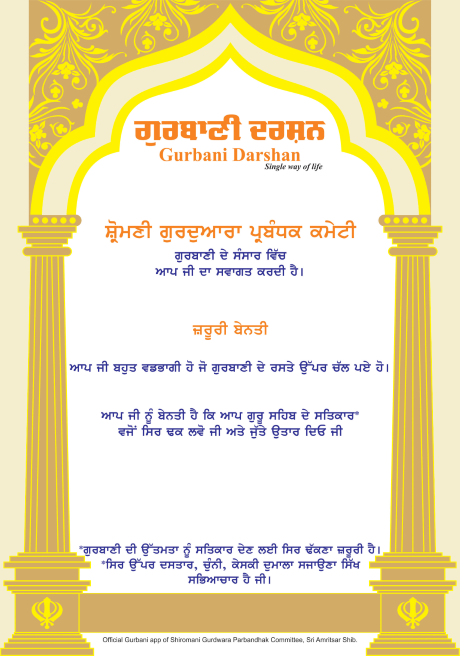 ਗੁਰਬਾਣੀ ਦਰਸ਼ਨ
Gurbani Darshan
Single way of life
ਸ਼੍ਰੋਮਣੀ ਗੁਰਦੁਆਰਾ ਪ੍ਰਬੰਧਕ ਕਮੇਟੀ
ਗੁਰਬਾਣੀ ਦੇ ਸੰਸਾਰ ਵਿੱਚ
ਆਪ ਜੀ ਦਾ ਸਵਾਗਤ ਕਰਦੀ ਹੈ।
ਜ਼ਰੂਰੀ ਬੇਨਤੀ
ਆਪ ਜੀ ਬਹੁਤ ਵਡਭਾਗੀ ਹੋ ਜੋ ਗੁਰਬਾਣੀ ਦੇ ਰਸਤੇ ਉੱਪਰ ਚੱਲ ਪਏ ਹੋ।
ਆਪ ਜੀ ਨੂੰ ਬੇਨਤੀ ਹੈ ਕਿ ਆਪ ਗੁਰੂ ਸਹਿਬ ਦੇ ਸਤਿਕਾਰ*
ਵਜੋਂ ਸਿਰ ਢਕ ਲਵੋ ਜੀ ਅਤੇ ਜੁੱਤੇ ਉਤਾਰ ਦਿਓ ਜੀ
*ਗੁਰਬਾਣੀ ਦੀ ਉੱਤਮਤਾ ਨੂੰ ਸਤਿਕਾਰ ਦੇਣ ਲਈ ਸਿਰ ਢੱਕਣਾ ਜ਼ਰੂਰੀ ਹੈ।
*ਸਿਰ ਉੱਪਰ ਦਸਤਾਰ, ਚੁੰਨੀ, ਕੇਸਕੀ ਦੁਮਾਲਾ ਸਜਾਉਣਾ ਸਿੱਖ
ਸਭਿਆਚਾਰ ਹੈ ਜੀ।
Official Gurbani app of Shiromani Gurdwara Parbandhak Committee, Sri Amritsar Shib.